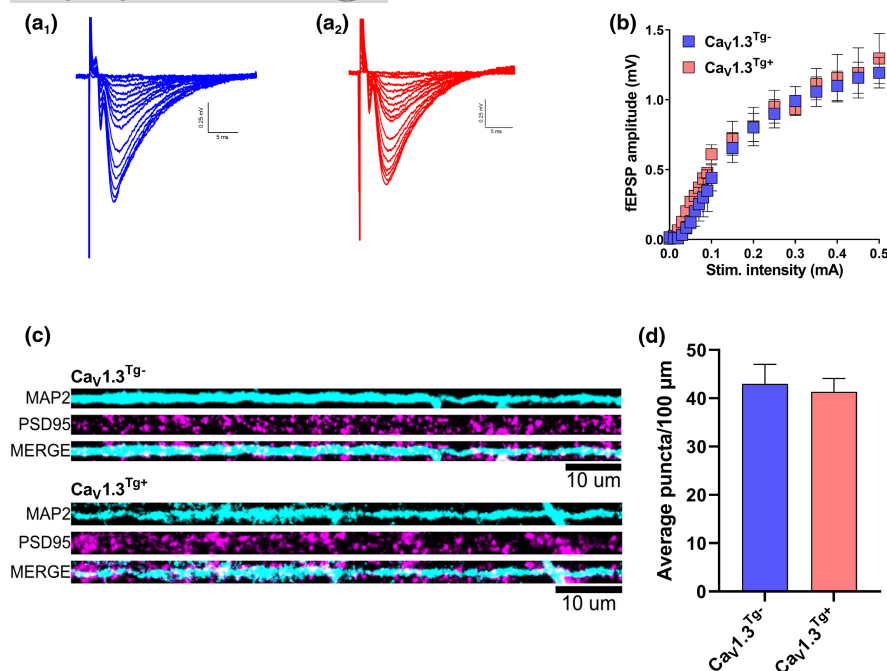 (a1)
0.25 mV
5 ms
(a2)
0.25 mV
5 ms
(b)
CaV1.3Tg-
CaV1.3Tg+
fEPSP amplitude (mV)
1.5
1.0
0.5
0.0
0.0 0.1 0.2 0.3 0.4 0.5
Stim. intensity (mA)
(c)
CaV1.3Tg-
MAP2
PSD95
MERGE
10 um
CaV1.3Tg+
MAP2
PSD95
MERGE
10 um
(d)
Average puncta/100 µm
50
40
30
20
10
0
CaV1.3Tg-
CaV1.3Tg+